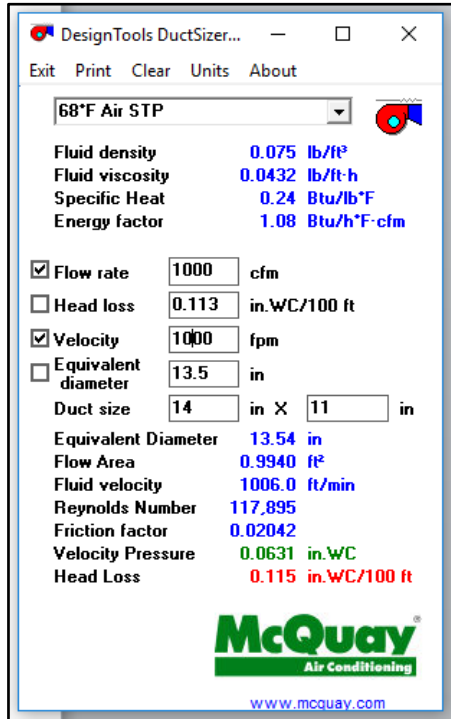 DesignTools DuctSizer...
Exit Print Clear Units About
68°F Air STP
Fluid density 0.075 lb/ft³
Fluid viscosity 0.0432 lb/ft·h
Specific Heat 0.24 Btu/lb°F
Energy factor 1.08 Btu/h°F·cfm
Flow rate 1000 cfm
Head loss 0.113 in.WC/100 ft
Velocity 1000 fpm
Equivalent
diameter 13.5 in
Duct size 14 in X 11 in
Equivalent Diameter 13.54 in
Flow Area 0.9940 ft²
Fluid velocity 1006.0 ft/min
Reynolds Number 117,895
Friction factor 0.02042
Velocity Pressure 0.0631 in.WC
Head Loss 0.115 in.WC/100 ft
McQuay®
Air Conditioning
www.mcquay.com